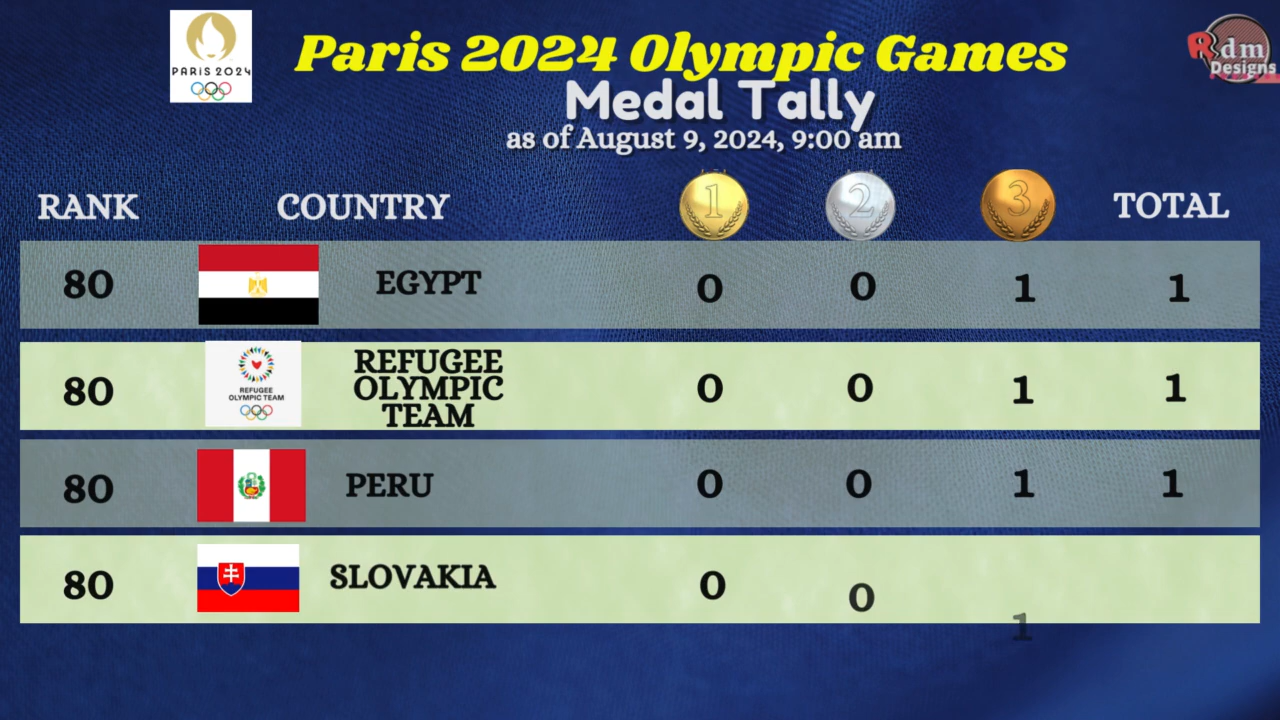 PARIS 2024
Paris 2024 Olympic Games
Medal Tally
as of August 9, 2024, 9:00 am
Rdm
Designs
RANK COUNTRY 1 2 3 TOTAL
80 EGYPT 0 0 1 1
80 REFUGEE OLYMPIC TEAM REFUGEE
OLYMPIC
TEAM 0 0 1 1
80 PERU 0 0 1 1
80 SLOVAKIA 0 0 1